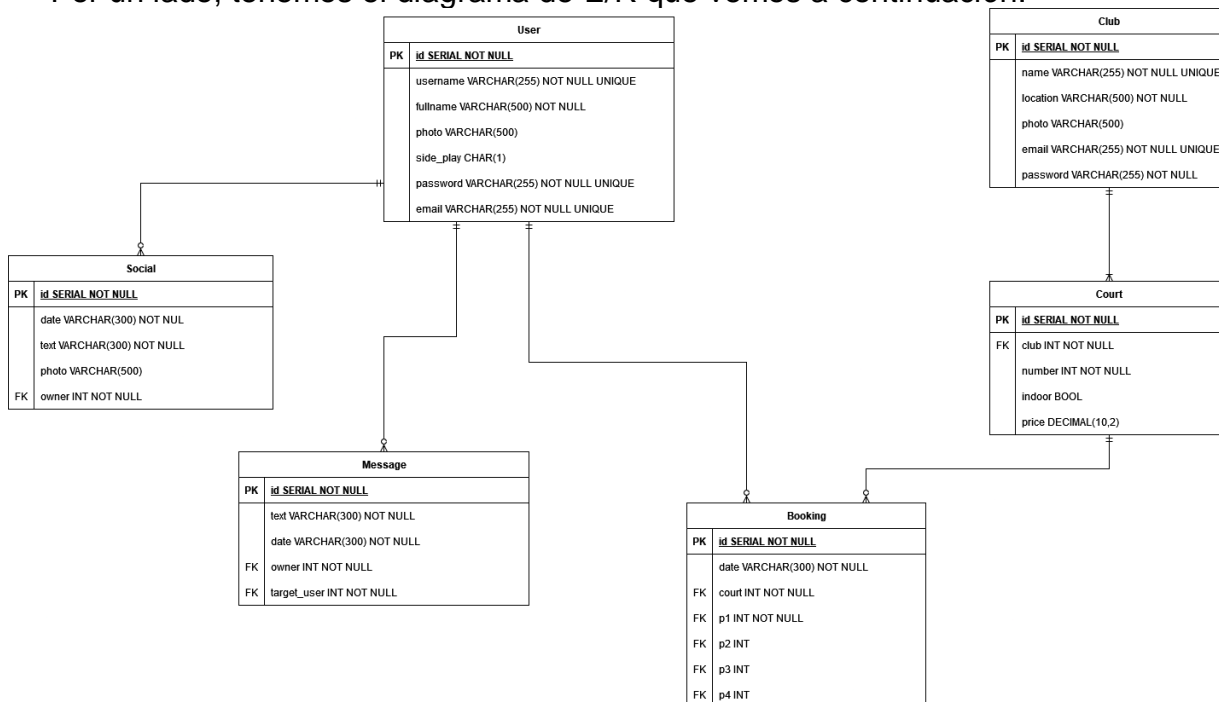 Por un lado, tenemos el diagrama de E/R que vemos a continuación:
User
PK id SERIAL NOT NULL
username VARCHAR(255) NOT NULL UNIQUE
fullname VARCHAR(500) NOT NULL
photo VARCHAR(500)
side_play CHAR(1)
password VARCHAR(255) NOT NULL UNIQUE
email VARCHAR(255) NOT NULL UNIQUE
Club
PK id SERIAL NOT NULL
name VARCHAR(255) NOT NULL UNIQUE
location VARCHAR(500) NOT NULL
photo VARCHAR(500)
email VARCHAR(255) NOT NULL UNIQUE
password VARCHAR(255) NOT NULL
Social
PK id SERIAL NOT NULL
date VARCHAR(300) NOT NUL
text VARCHAR(300) NOT NULL
photo VARCHAR(500)
FK owner INT NOT NULL
Court
PK id SERIAL NOT NULL
FK club INT NOT NULL
number INT NOT NULL
indoor BOOL
price DECIMAL(10,2)
Message
PK id SERIAL NOT NULL
text VARCHAR(300) NOT NULL
date VARCHAR(300) NOT NULL
FK owner INT NOT NULL
FK target_user INT NOT NULL
Booking
PK id SERIAL NOT NULL
date VARCHAR(300) NOT NULL
FK court INT NOT NULL
FK p1 INT NOT NULL
FK p2 INT
FK p3 INT
FK p4 INT